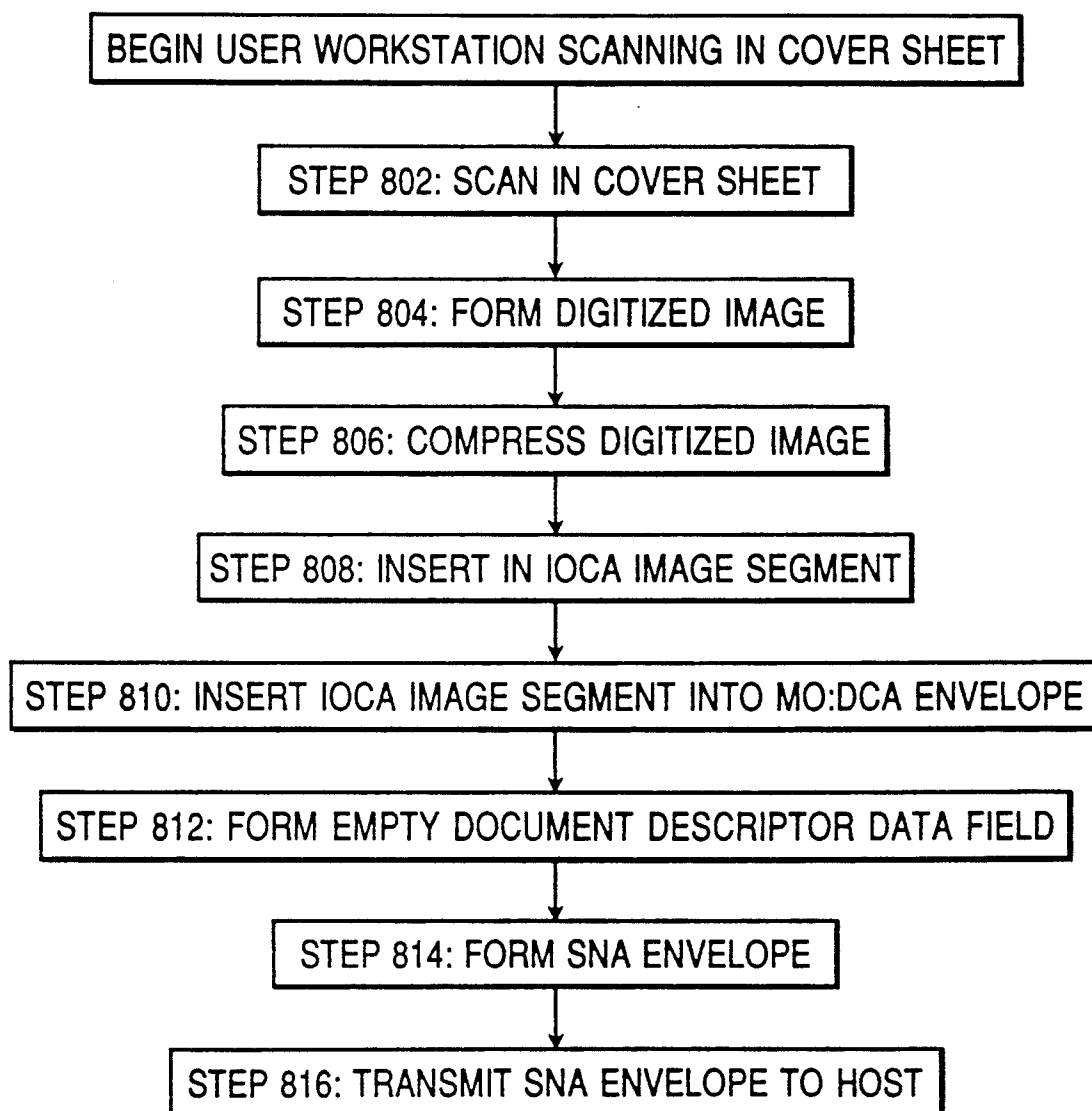 BEGIN USER WORKSTATION SCANNING IN COVER SHEET
STEP 802: SCAN IN COVER SHEET
STEP 804: FORM DIGITIZED IMAGE
STEP 806: COMPRESS DIGITIZED IMAGE
STEP 808: INSERT IN IOCA IMAGE SEGMENT
STEP 810: INSERT IOCA IMAGE SEGMENT INTO MO:DCA ENVELOPE
STEP 812: FORM EMPTY DOCUMENT DESCRIPTOR DATA FIELD
STEP 814: FORM SNA ENVELOPE
STEP 816: TRANSMIT SNA ENVELOPE TO HOST